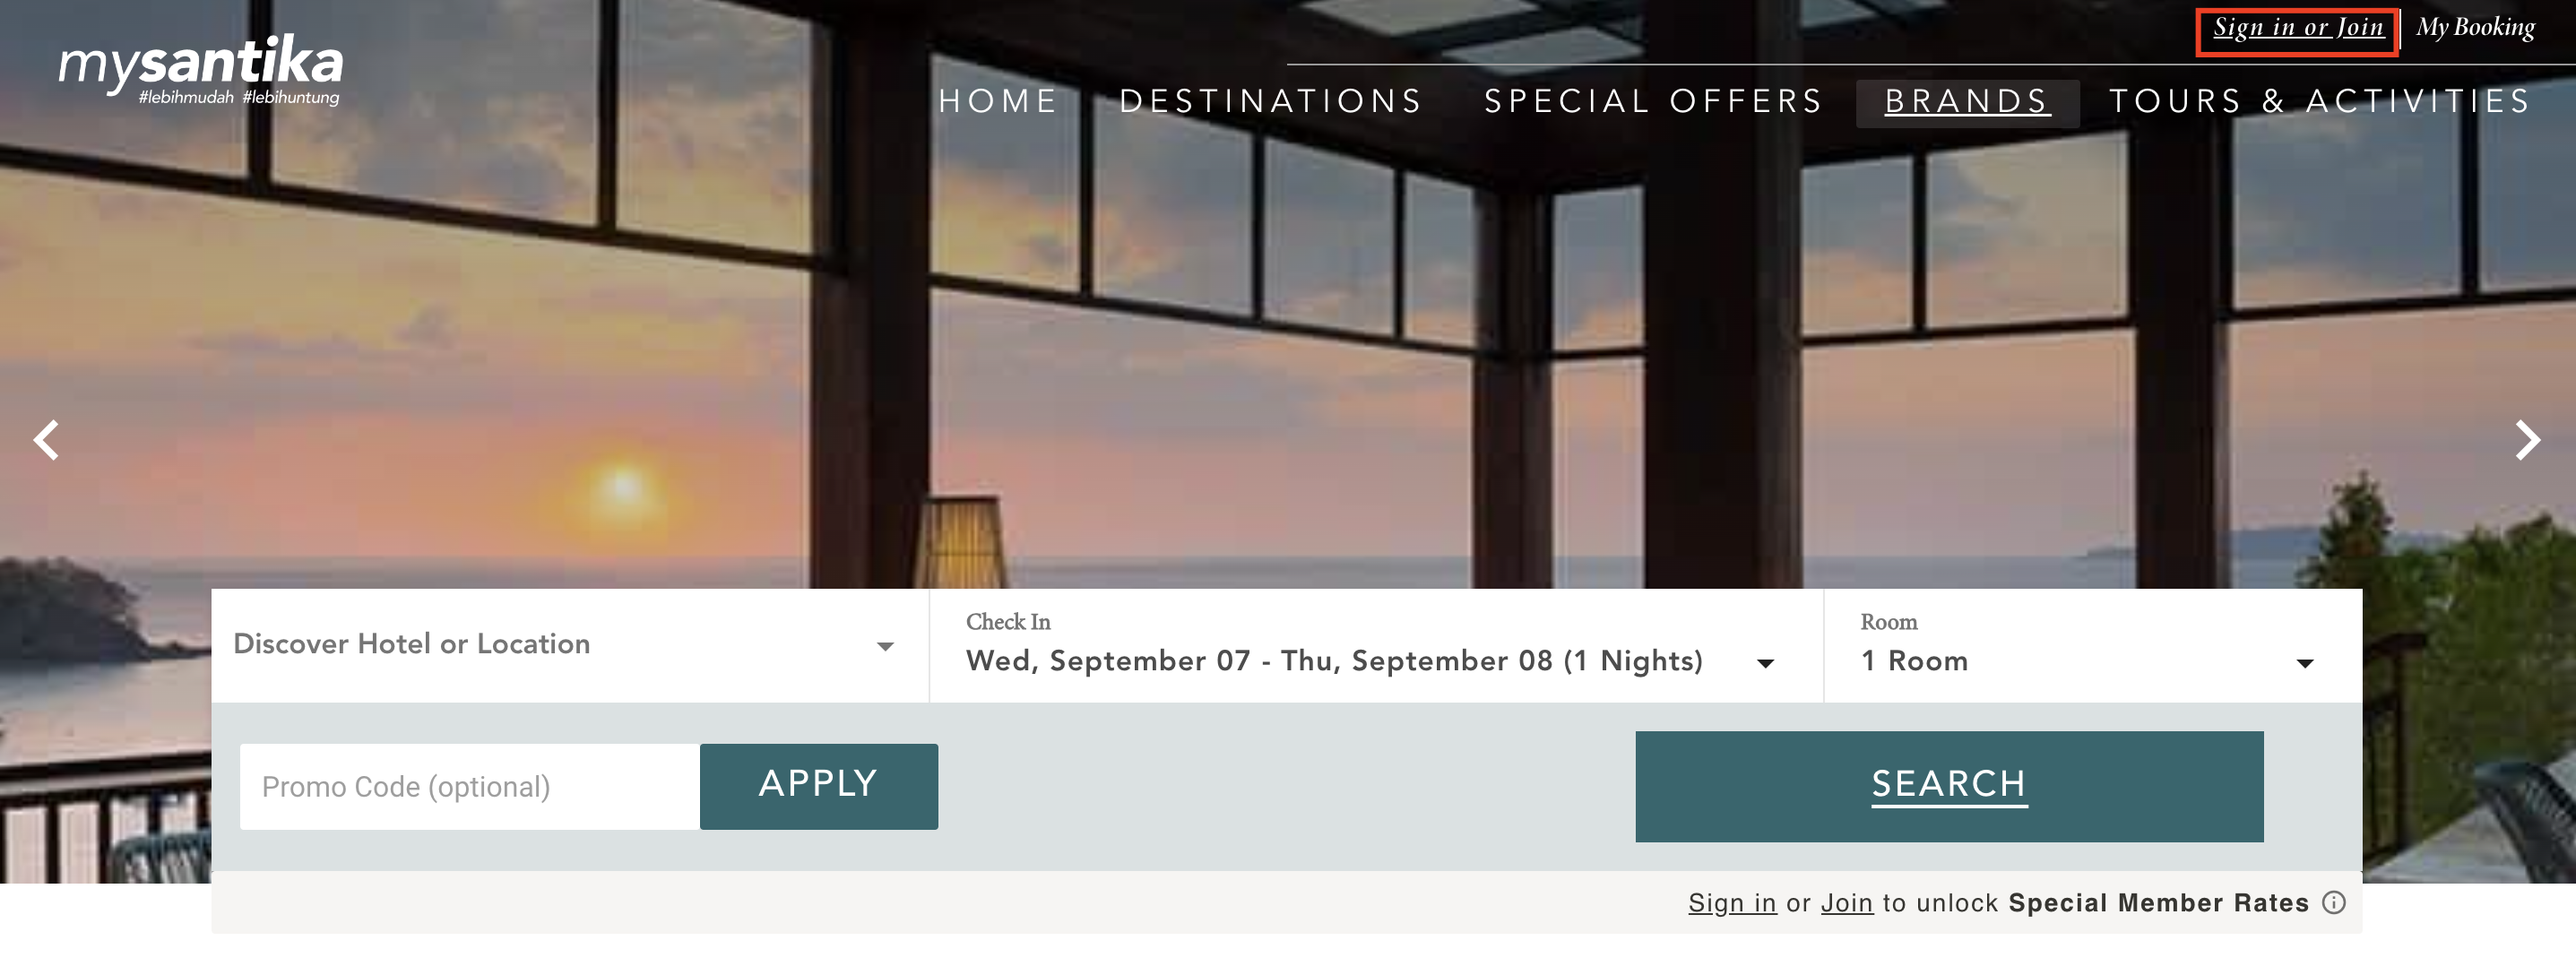 Sign in or Join
My Booking
mysantika
#lebihmudah #lebihuntung
HOME
DESTINATIONS
SPECIAL OFFERS
BRANDS
TOURS & ACTIVITIES
Discover Hotel or Location
Check In
Wed, September 07 - Thu, September 08 (1 Nights)
Room
1 Room
Promo Code (optional)
APPLY
SEARCH
Sign in or Join to unlock Special Member Rates